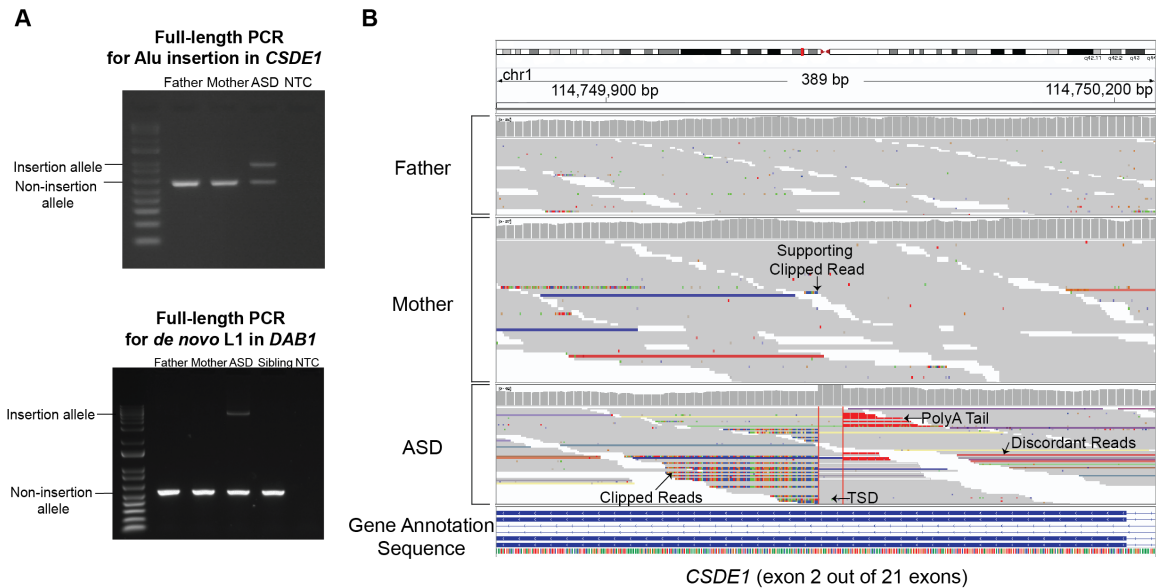 A
Full-length PCR
for Alu insertion in CSDE1
Father Mother ASD NTC
Insertion allele
Non-insertion
allele
Full-length PCR
for de novo L1 in DAB1
Father Mother ASD Sibling NTC
Insertion allele
Non-insertion
allele
B
chr1
389 bp
114,749,900 bp
114,750,200 bp
Father
Mother
Supporting
Clipped Read
ASD
PolyA Tail
Discordant Reads
Clipped Reads
TSD
Gene Annotation
Sequence
CSDE1 (exon 2 out of 21 exons)